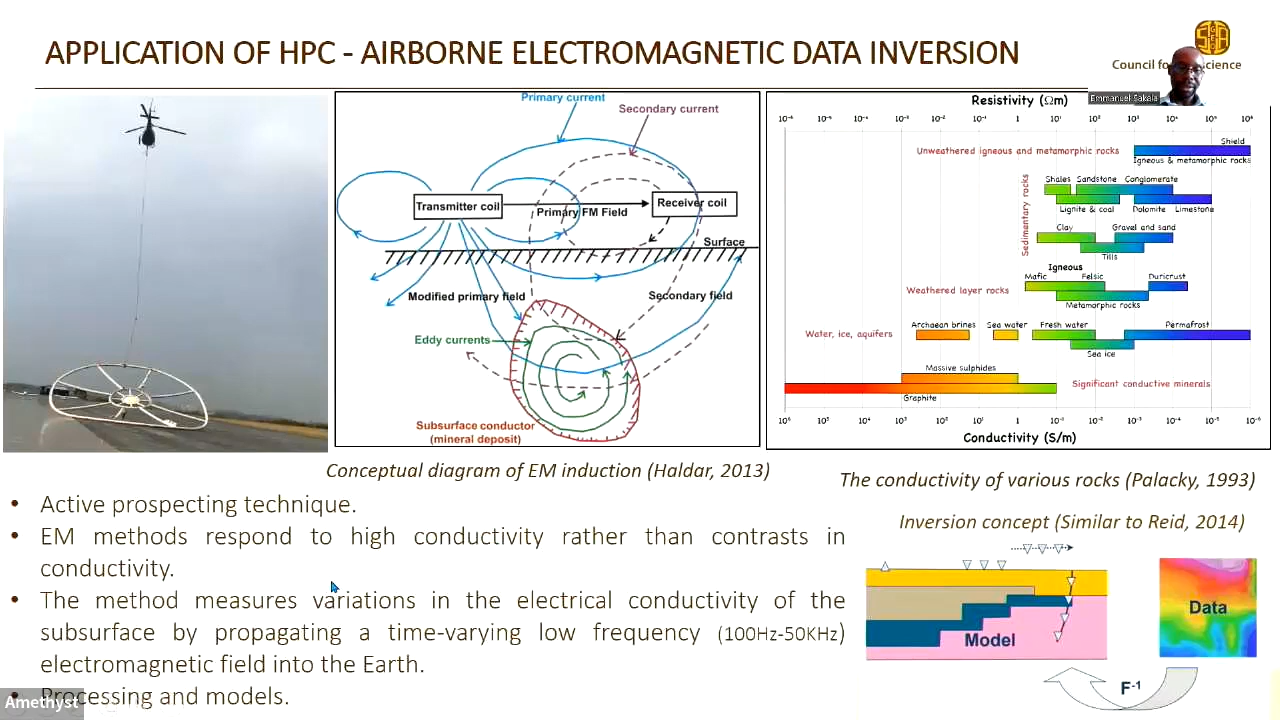 APPLICATION OF HPC - AIRBORNE ELECTROMAGNETIC DATA INVERSION
Council fo
science
Emmanuel Sakala
Primary current
Secondary current
Transmitter coil
Primary FM Field
Receiver coil
Surface
Modified primary field
Secondary field
Eddy currents
Subsurface conductor
(mineral deposit)
Resistivity (Ωm)
Unweathered igneous and metamorphic rocks
Shield
Igneous & metamorphic rocks
Sedimentary rocks
Shales Sandstone Conglomerate
Lignite & coal Dolomite Limestone
Clay Gravel and sand
Tills
Igneous
Mafic Felsic Duricrust
Weathered layer rocks
Metamorphic rocks
Water, ice, aquifers
Archaean brines Sea water Fresh water Permafrost
Sea ice
Massive sulphides
Significant conductive minerals
Graphite
Conductivity (S/m)
Conceptual diagram of EM induction (Haldar, 2013)
The conductivity of various rocks (Palacky, 1993)
• Active prospecting technique.
• EM methods respond to high conductivity rather than contrasts in
conductivity.
• The method measures variations in the electrical conductivity of the
subsurface by propagating a time-varying low frequency (100Hz-50KHz)
electromagnetic field into the Earth.
• Processing and models.
Amethyst
Inversion concept (Similar to Reid, 2014)
Model
Data
F⁻¹